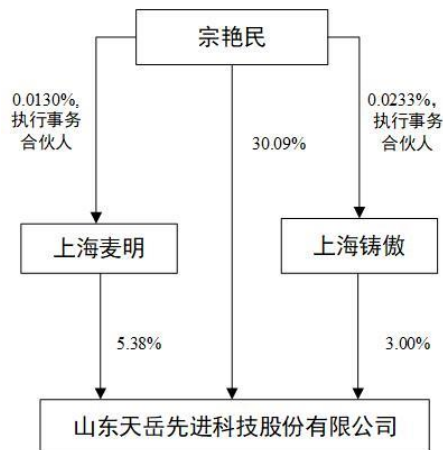 宗艳民
0.0130%,
执行事务
合伙人
30.09%
0.0233%，
执行事务
合伙人
上海麦明
上海铸傲
5.38%
3.00%
山东天岳先进科技股份有限公司